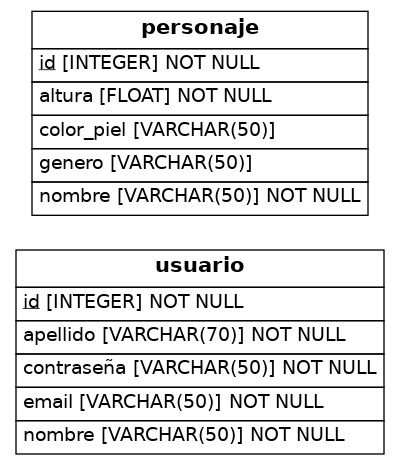 personaje
id [INTEGER] NOT NULL
altura [FLOAT] NOT NULL
color_piel [VARCHAR(50)]
genero [VARCHAR(50)]
nombre [VARCHAR(50)] NOT NULL
usuario
id [INTEGER] NOT NULL
apellido [VARCHAR(70)] NOT NULL
contraseña [VARCHAR(50)] NOT NULL
email [VARCHAR(50)] NOT NULL
nombre [VARCHAR(50)] NOT NULL